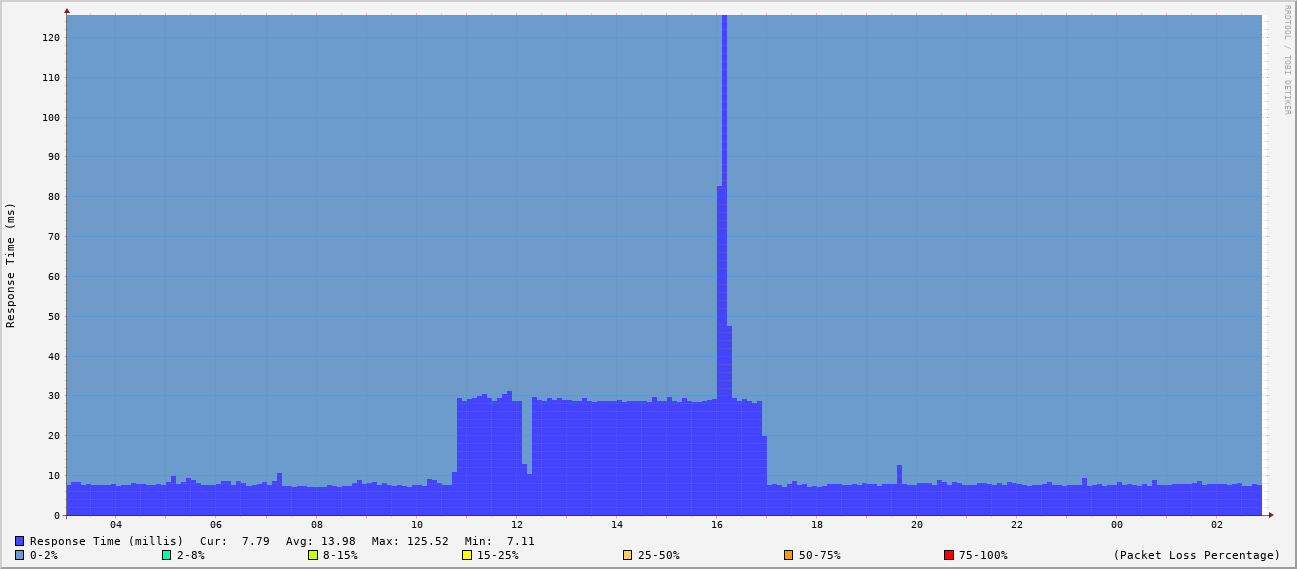 RRDTOOL / TOBI OETIKER
Response Time (ms)
120
110
100
90
80
70
60
50
40
30
20
10
0
04 06 08 10 12 14 16 18 20 22 00 02
Response Time (millis) Cur: 7.79 Avg: 13.98 Max: 125.52 Min: 7.11
0-2% 2-8% 8-15% 15-25% 25-50% 50-75% 75-100% (Packet Loss Percentage)